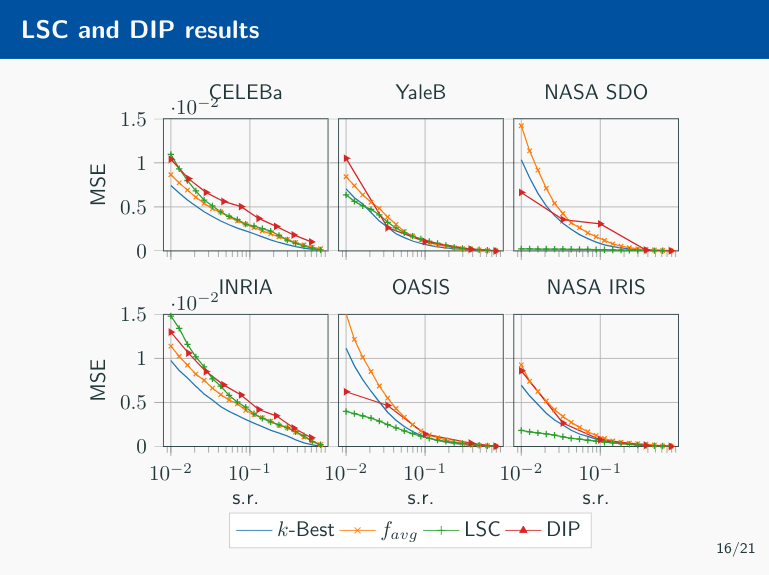 LSC and DIP results
CELEBa YaleB NASA SDO
·10⁻²
1.5
1
0.5
0
MSE
INRIA OASIS NASA IRIS
·10⁻²
1.5
1
0.5
0
MSE
10⁻² 10⁻¹ 10⁻² 10⁻¹ 10⁻² 10⁻¹
s.r. s.r.
k-Best f_avg LSC DIP
16/21